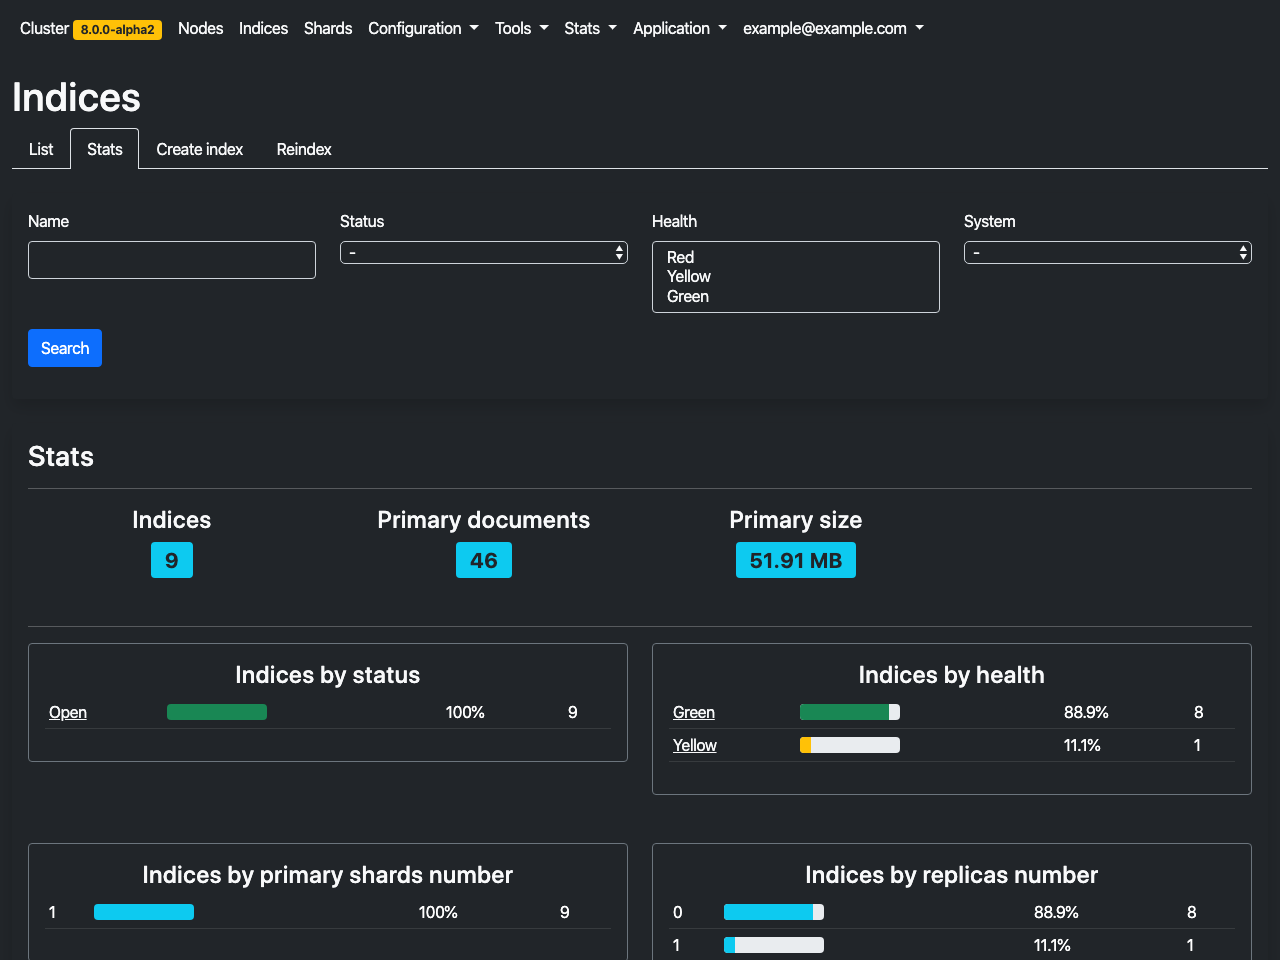 Cluster 8.0.0-alpha2 Nodes Indices Shards Configuration Tools Stats Application example@example.com
Indices
List Stats Create index Reindex
Name Status Health System
- Red -
Yellow
Green
Search
Stats
Indices Primary documents Primary size
9 46 51.91 MB
Indices by status
Open 100% 9
Indices by health
Green 88.9% 8
Yellow 11.1% 1
Indices by primary shards number
1 100% 9
Indices by replicas number
0 88.9% 8
1 11.1% 1